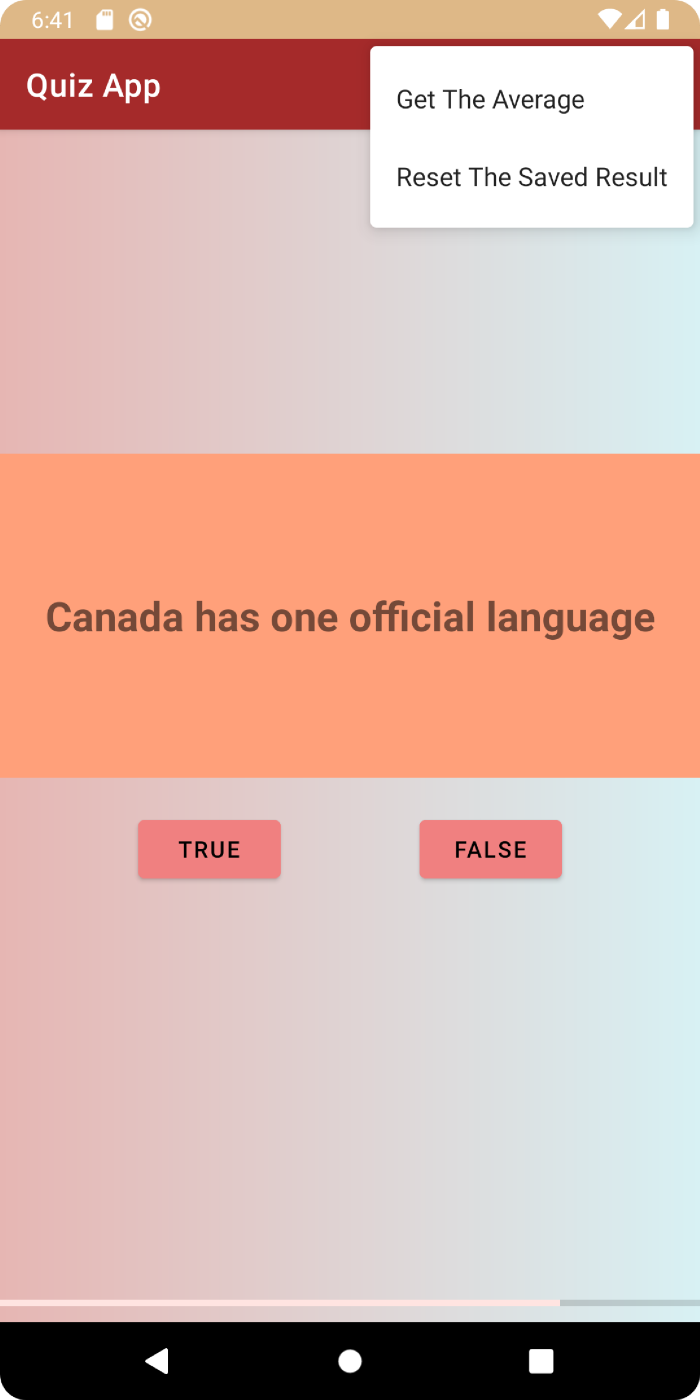 6:41
Quiz App
Get The Average
Reset The Saved Result
Canada has one official language
TRUE
FALSE